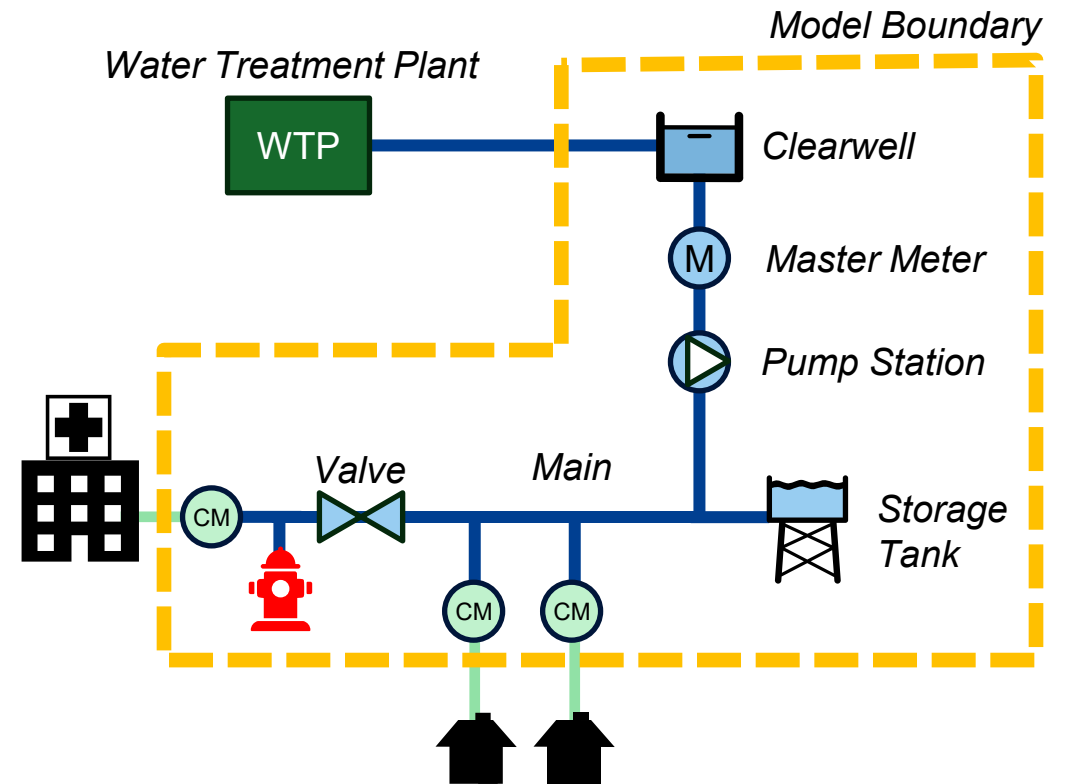 Model Boundary
Water Treatment Plant
WTP
Clearwell
M
Master Meter
Pump Station
Valve
Main
CM
Storage
Tank
CM
CM